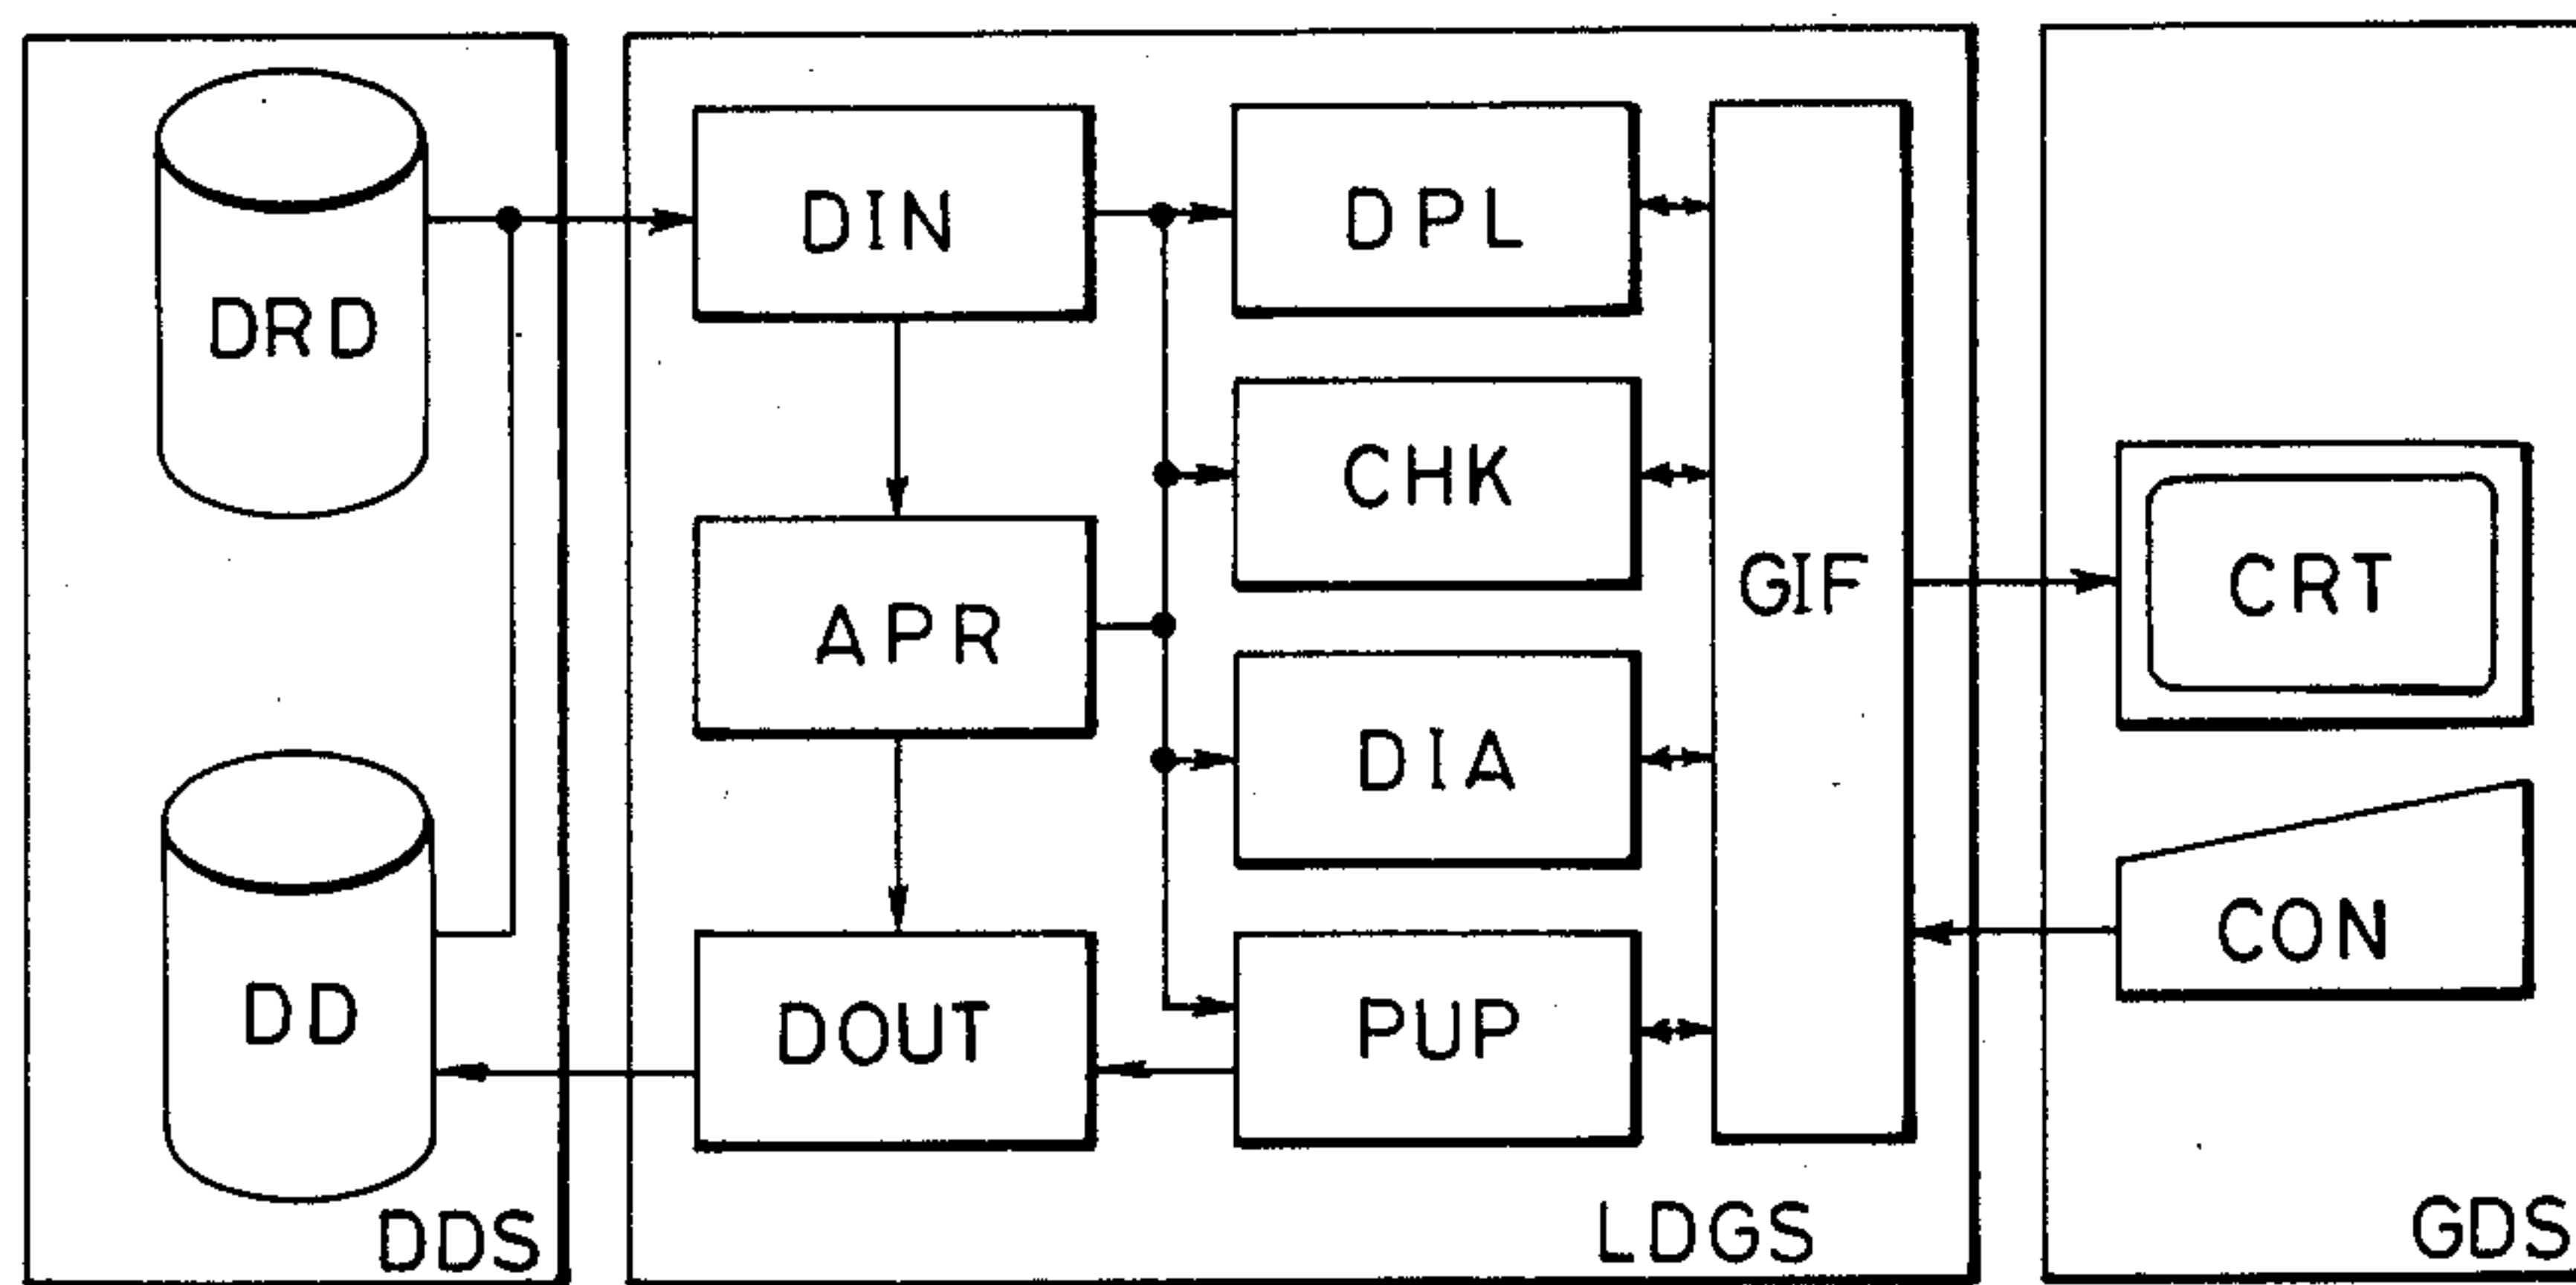 DRD
DD
DDS
DIN
APR
DOUT
DPL
CHK
DIA
PUP
GIF
LDGS
CRT
CON
GDS